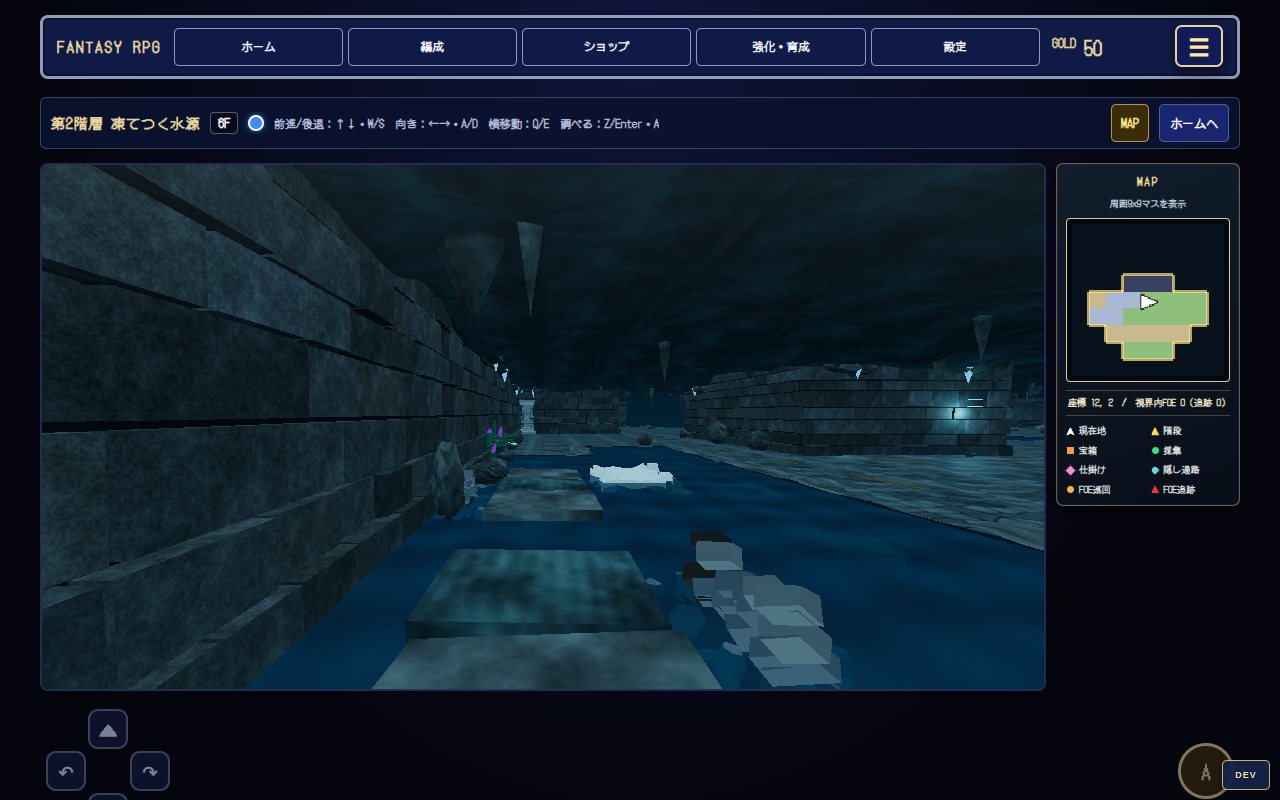 FANTASY RPG
ホーム
編成
ショップ
強化・育成
設定
GOLD 50
第2階層 凍てつく水源
6F
前進/後退：↑↓・W/S 向き：←→・A/D 横移動：Q/E 調べる：Z/Enter・A
MAP
ホームへ
MAP
周囲9x9マスを表示
座標 12, 2 / 視界内FOE 0 (追跡 0)
現在地
階段
宝箱
採集
仕掛け
隠し通路
FOE巡回
FOE追跡
A
DEV